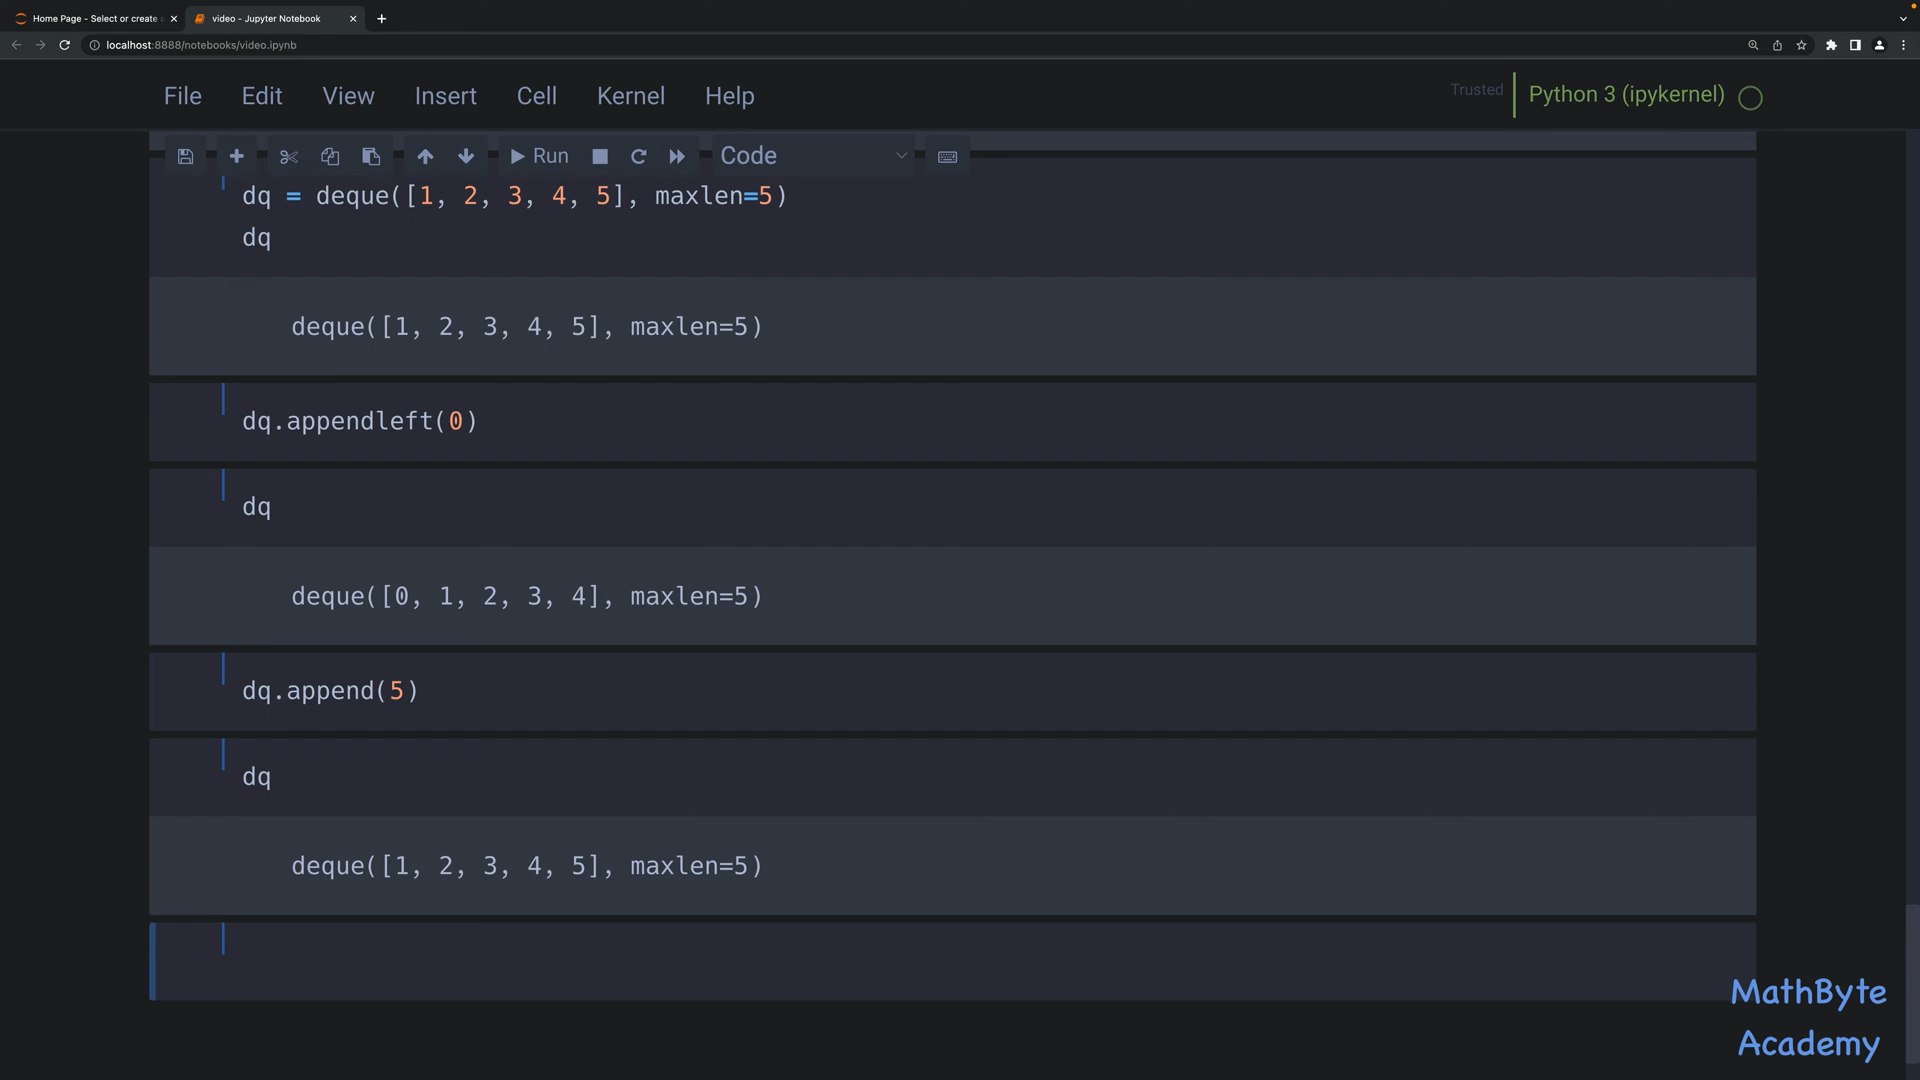 Home Page - Select or create a
video - Jupyter Notebook
localhost:8888/notebooks/video.ipynb
File Edit View Insert Cell Kernel Help
Trusted
Python 3 (ipykernel)
Run
Code
dq = deque([1, 2, 3, 4, 5], maxlen=5)
dq
deque([1, 2, 3, 4, 5], maxlen=5)
dq.appendleft(0)
dq
deque([0, 1, 2, 3, 4], maxlen=5)
dq.append(5)
dq
deque([1, 2, 3, 4, 5], maxlen=5)
MathByte
Academy